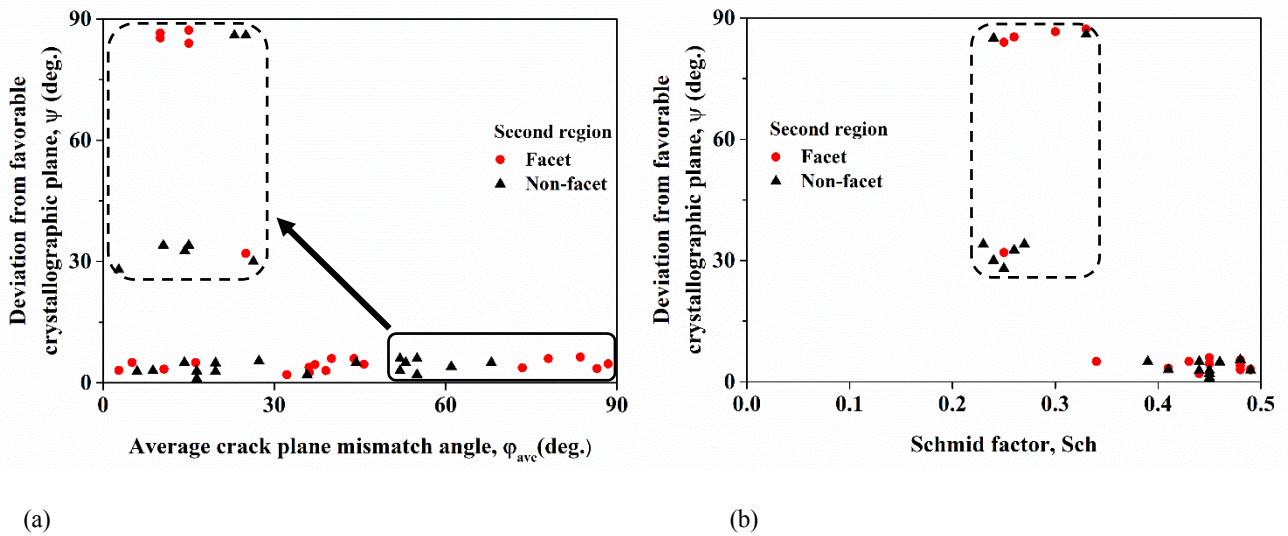 90
60
30
0
0
30
60
90
Deviation from favorable
crystallographic plane, ψ (deg.)
Second region
Facet
Non-facet
Average crack plane mismatch angle, φave(deg.)
(a)
90
60
30
0
0.0
0.1
0.2
0.3
0.4
0.5
Deviation from favorable
crystallographic plane, ψ (deg.)
Second region
Facet
Non-facet
Schmid factor, Sch
(b)